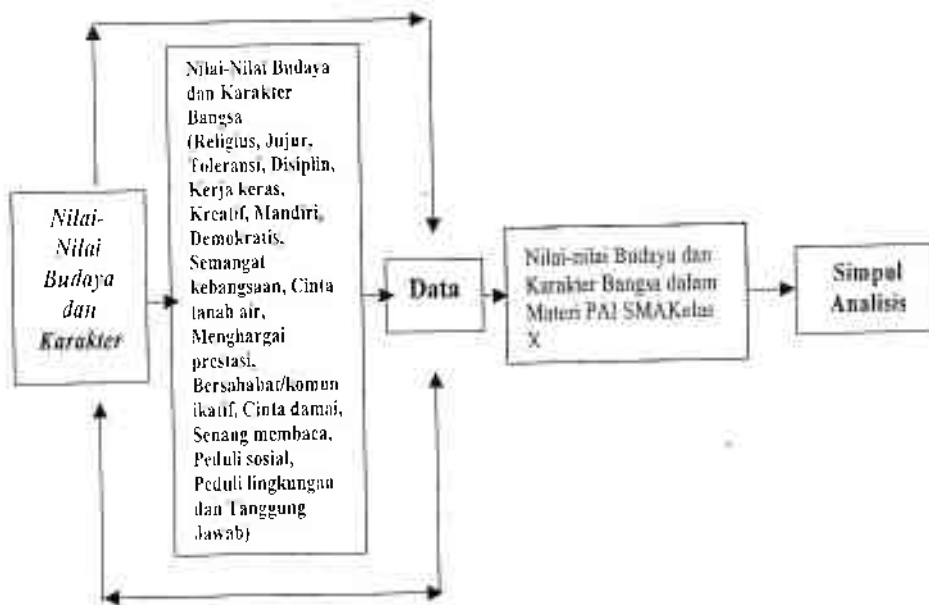 Nilai-
Nilai
Budaya
dan
Karakter
Nilai-Nilai Budaya
dan Karakter
Bangsa
(Religius, Jujur,
Toleransi, Disiplin,
Kerja keras,
Kreatif, Mandiri,
Demokratis,
Semangat
kebangsaan, Cinta
tanah air,
Menghargai
prestasi,
Bersahabat/komun
ikatif, Cinta damai,
Senang membaca,
Peduli sosial,
Peduli lingkungan
dan Tanggung
Jawab)
Data
Nilai-nilai Budaya dan
Karakter Bangsa dalam
Materi PAI SMAKelas
X
Simpul
Analisis